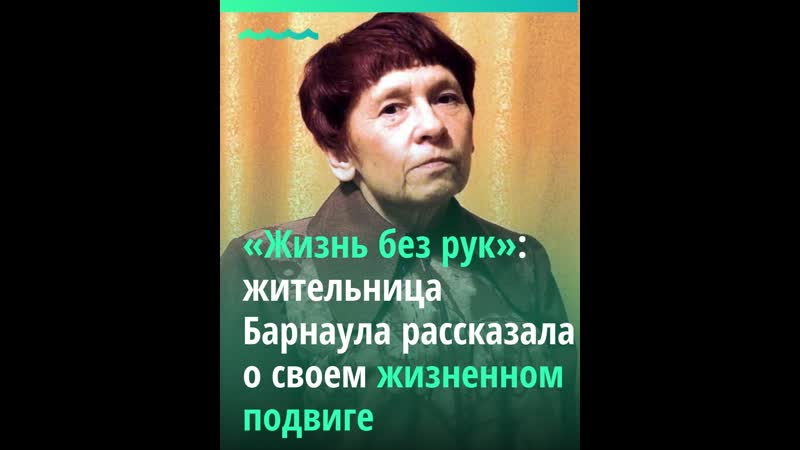 «Жизнь без рук»:
жительница
Барнаула рассказала
о своем жизненном
подвиге